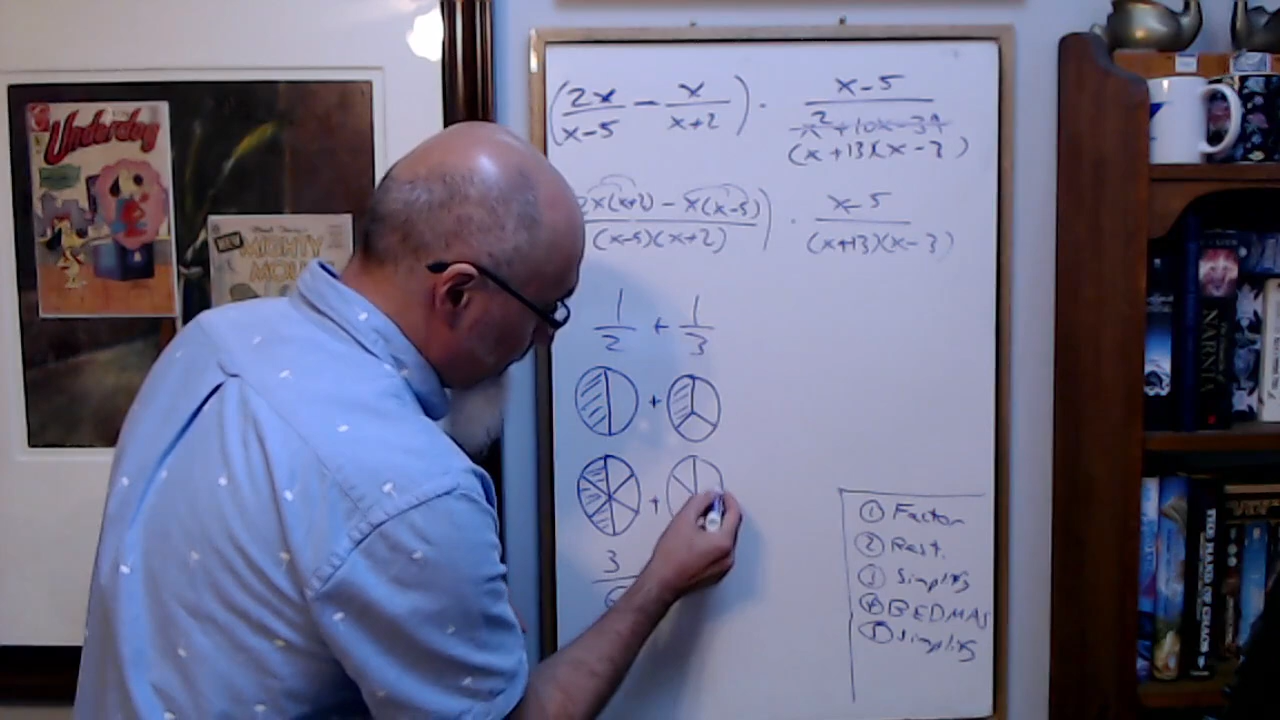 Underdog
NEW
MIGHTY
MOUSE
(2x/(x-5) - x/(x+2)) · (x-5)/(x²+10x-39)
(x+13)(x-3)
(2x(x+2) - x(x-5))/((x-5)(x+2)) · (x-5)/((x+13)(x-3))
1/2 + 1/3
+
+
3
① Factor
② Rest.
③ Simplify
④ BEDMAS
⑤ Simplify
NARNIA